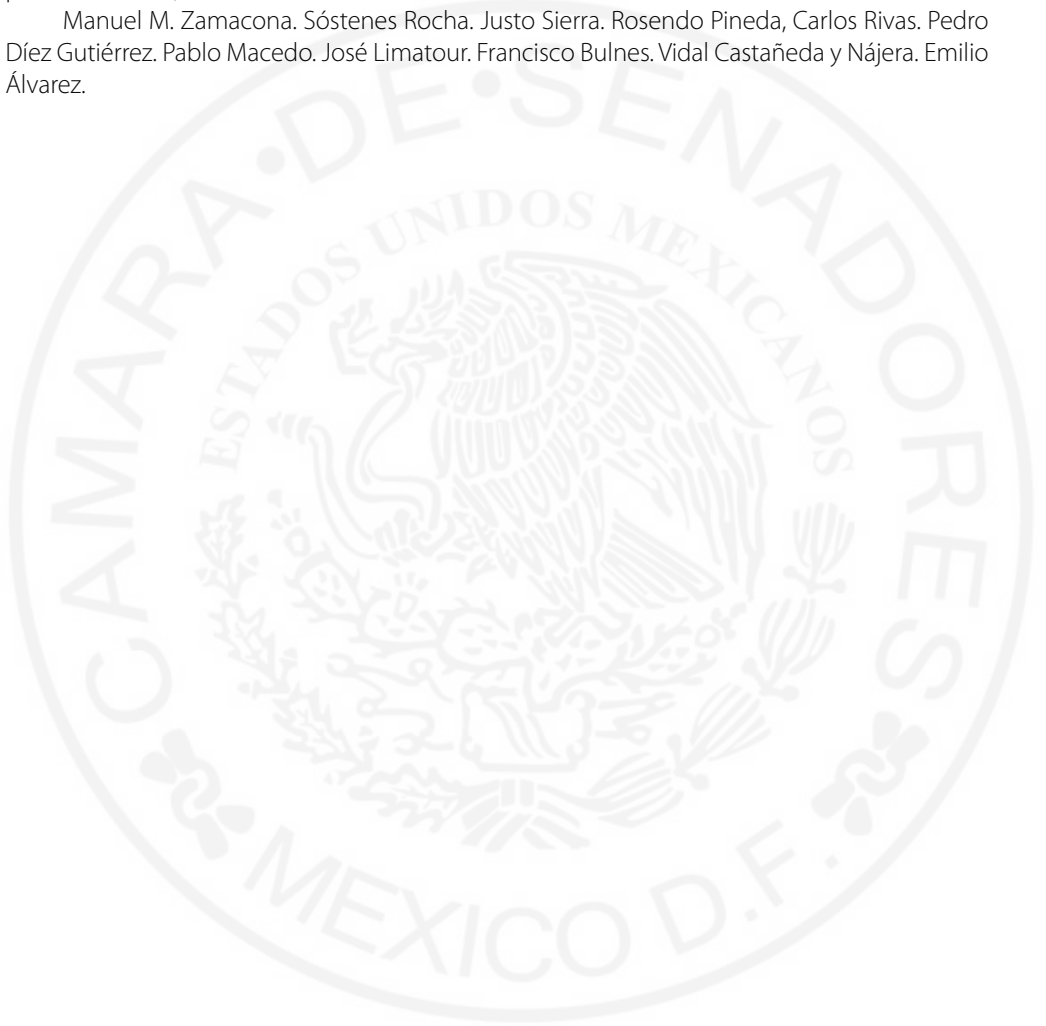 Manuel M. Zamacona. Sóstenes Rocha. Justo Sierra. Rosendo Pineda, Carlos Rivas. Pedro
Díez Gutiérrez. Pablo Macedo. José Limatour. Francisco Bulnes. Vidal Castañeda y Nájera. Emilio
Álvarez.
CAMARA•DE•SENADORES
ESTADOS UNIDOS MEXICANOS
MEXICO D.F.